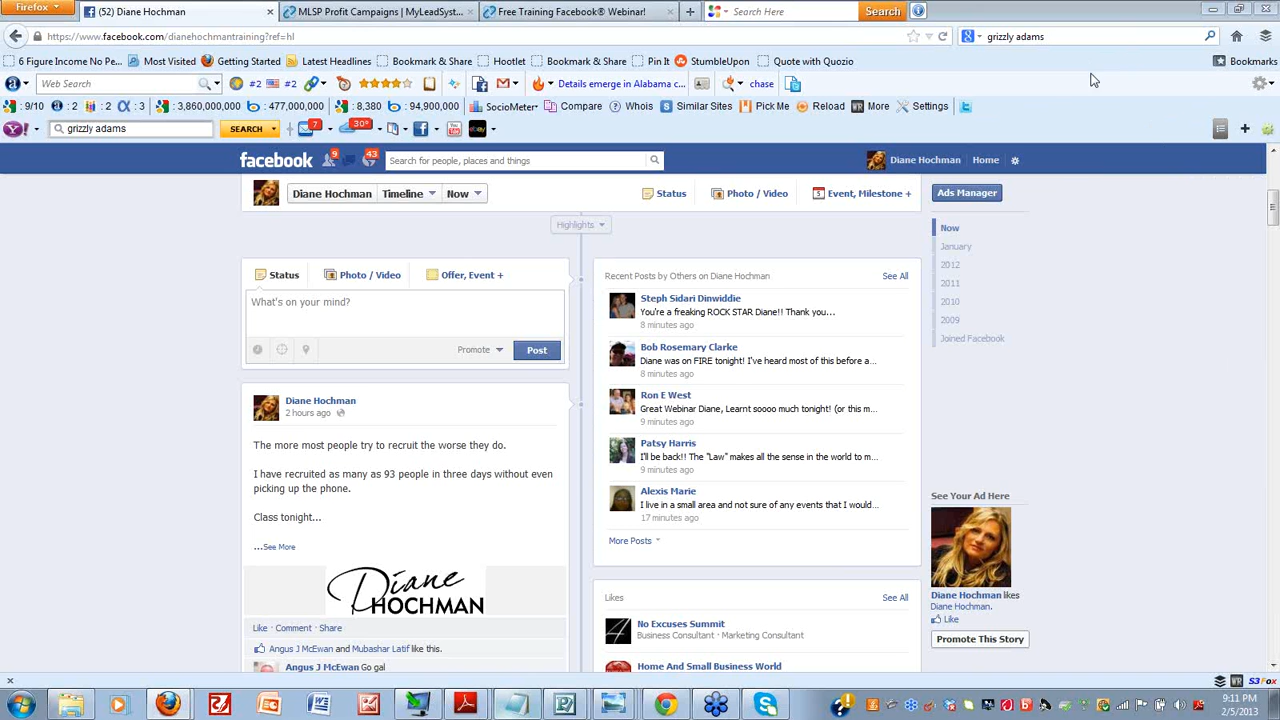 Firefox
(52) Diane Hochman
MLSP Profit Campaigns | MyLeadS...
Free Training Facebook® Webinar!
Search Here
Search
https://www.facebook.com/dianehochmantraining?ref=hl
grizzly adams
6 Figure Income No Pe...
Most Visited
Getting Started
Latest Headlines
Bookmark & Share
Hootlet
Bookmark & Share
Pin It
StumbleUpon
Quote with Quozio
Bookmarks
Web Search
#2
#2
Details emerge in Alabama c...
chase
: 9/10
: 2
: 2
: 3
: 3,860,000,000
: 477,000,000
: 8,380
: 94,900,000
SocioMeter
Compare
Whois
Similar Sites
Pick Me
Reload
More
Settings
grizzly adams
SEARCH
7
30°
facebook
9
43
Search for people, places and things
Diane Hochman
Home
Diane Hochman
Timeline
Now
Status
Photo / Video
Event, Milestone +
Ads Manager
Highlights
Now
January
2012
2011
2010
2009
Joined Facebook
Status
Photo / Video
Offer, Event +
What's on your mind?
Promote
Post
Recent Posts by Others on Diane Hochman
See All
Steph Sidari Dinwiddie
You're a freaking ROCK STAR Diane!! Thank you...
8 minutes ago
Bob Rosemary Clarke
Diane was on FIRE tonight! I've heard most of this before a...
8 minutes ago
Ron E West
Great Webinar Diane, Learnt soooo much tonight! (or this m...
9 minutes ago
Patsy Harris
I'll be back!! The "Law" makes all the sense in the world to m...
9 minutes ago
Alexis Marie
I live in a small area and not sure of any events that I would...
17 minutes ago
More Posts
Diane Hochman
2 hours ago
The more most people try to recruit the worse they do.
I have recruited as many as 93 people in three days without even
picking up the phone.
Class tonight...
...See More
Diane
HOCHMAN
Like · Comment · Share
Angus J McEwan and Mubashar Latif like this.
Angus J McEwan Go gal
Likes
See All
No Excuses Summit
Business Consultant · Marketing Consultant
Home And Small Business World
See Your Ad Here
Diane Hochman likes
Diane Hochman.
Like
Promote This Story
S3 Fox
9:11 PM
2/5/2013